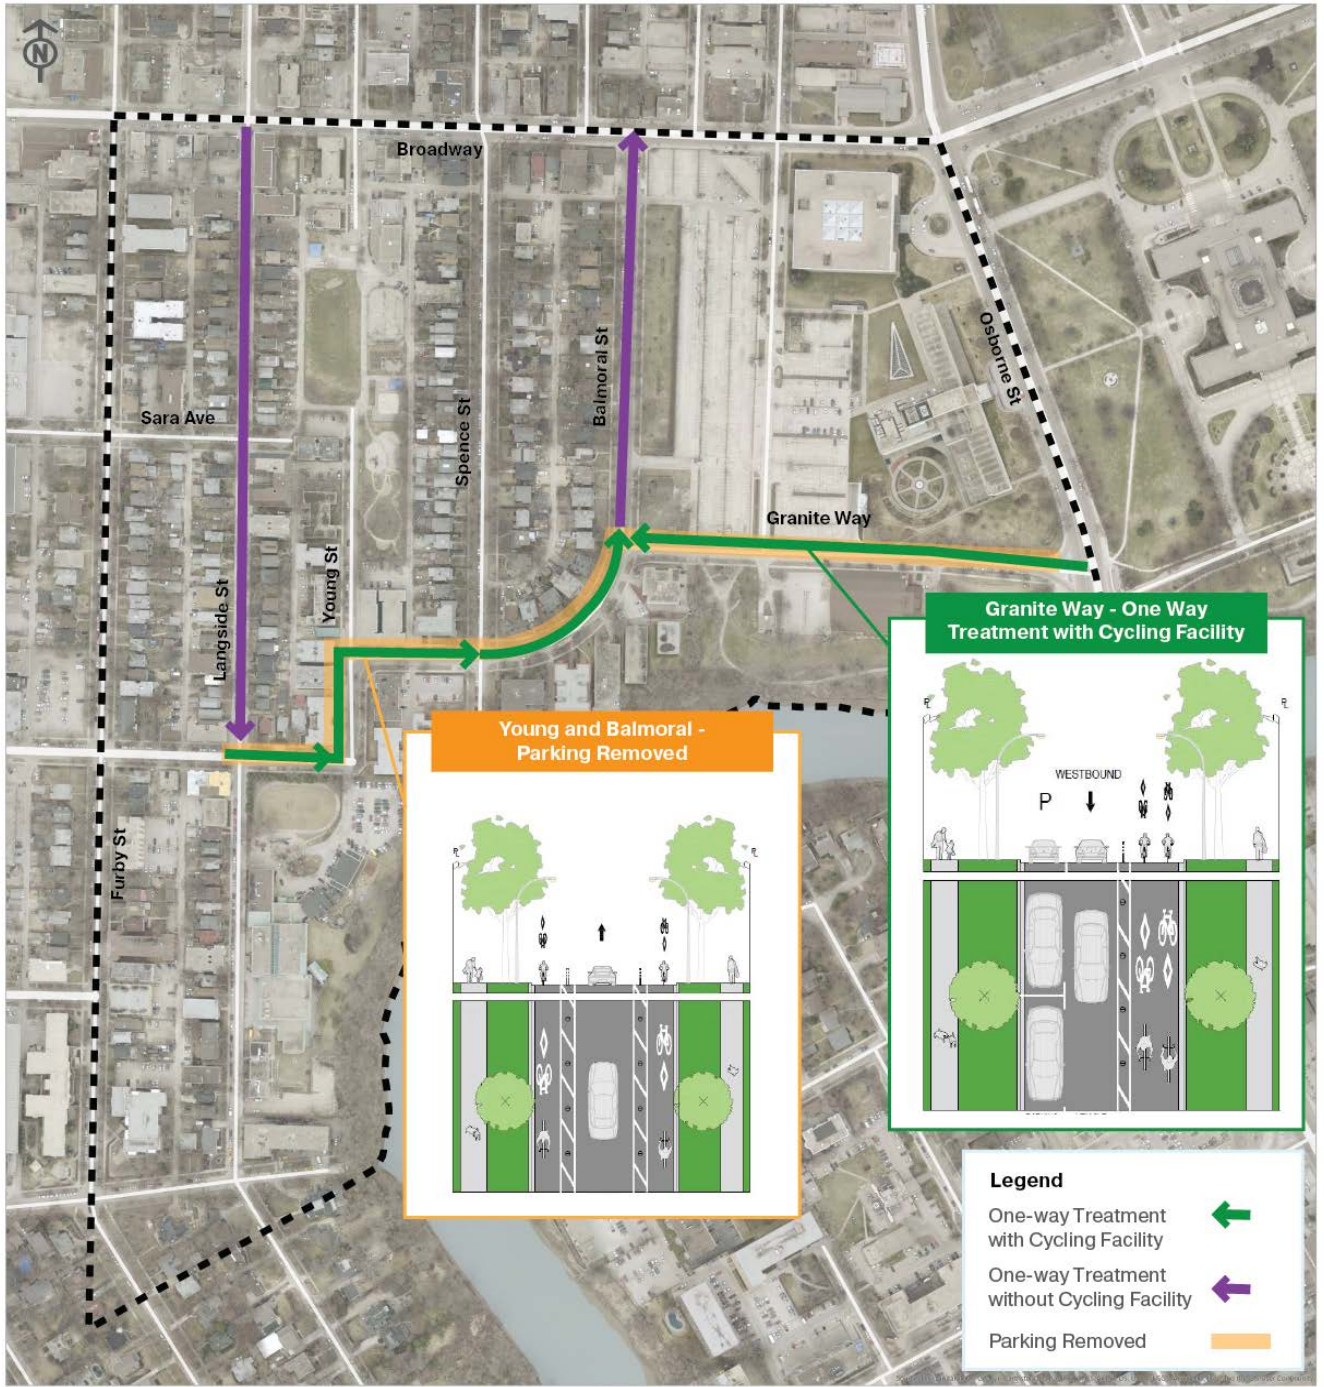 N
Broadway
Osborne St
Balmoral St
Sara Ave
Spence St
Granite Way
Young St
Langside St
Furby St
Granite Way - One Way
Treatment with Cycling Facility
WESTBOUND
P
Young and Balmoral -
Parking Removed
Legend
One-way Treatment
with Cycling Facility
One-way Treatment
without Cycling Facility
Parking Removed